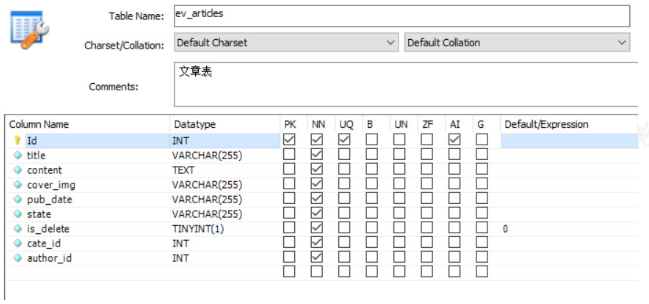 Table Name: ev_articles
Charset/Collation: Default Charset Default Collation
Comments: 文章表
Column Name Datatype PK NN UQ B UN ZF AI G Default/Expression
Id INT
title VARCHAR(255)
content TEXT
cover_img VARCHAR(255)
pub_date VARCHAR(255)
state VARCHAR(255)
is_delete TINYINT(1) 0
cate_id INT
author_id INT